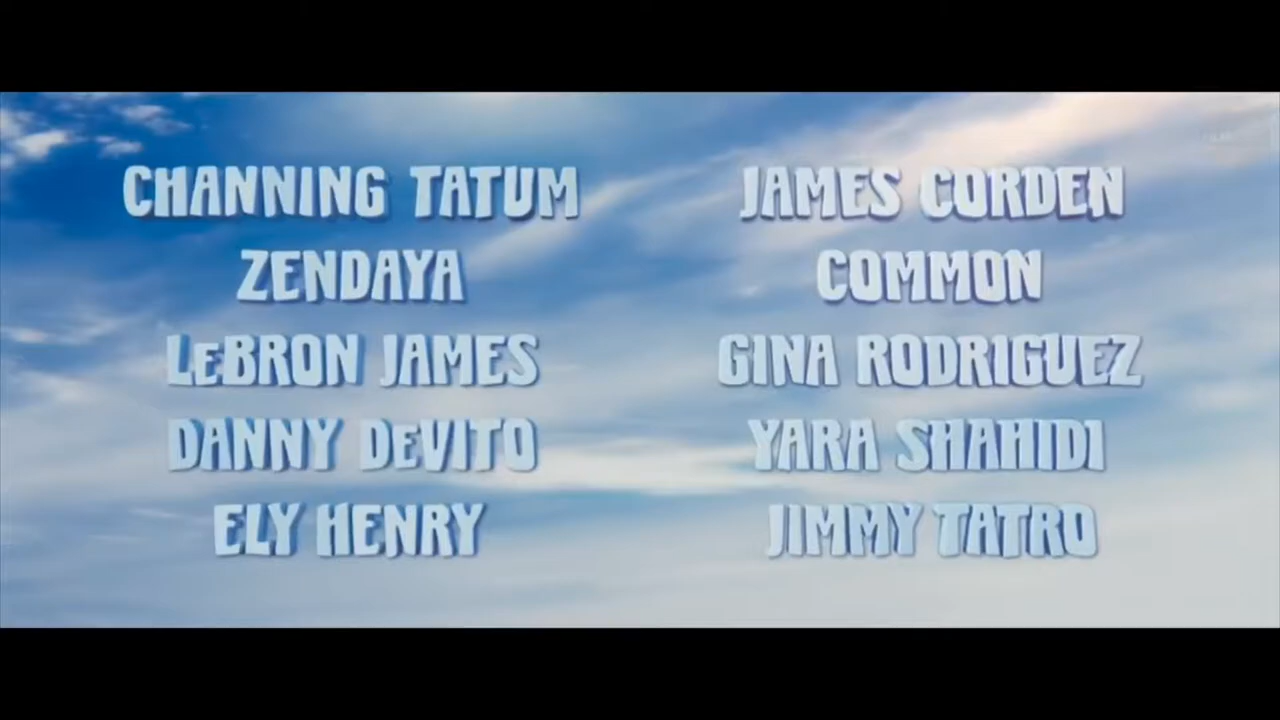 CHANNING TATUM
JAMES CORDEN
ZENDAYA
COMMON
LeBRON JAMES
GINA RODRIGUEZ
DANNY DeVITO
YARA SHAHIDI
ELY HENRY
JIMMY TATRO